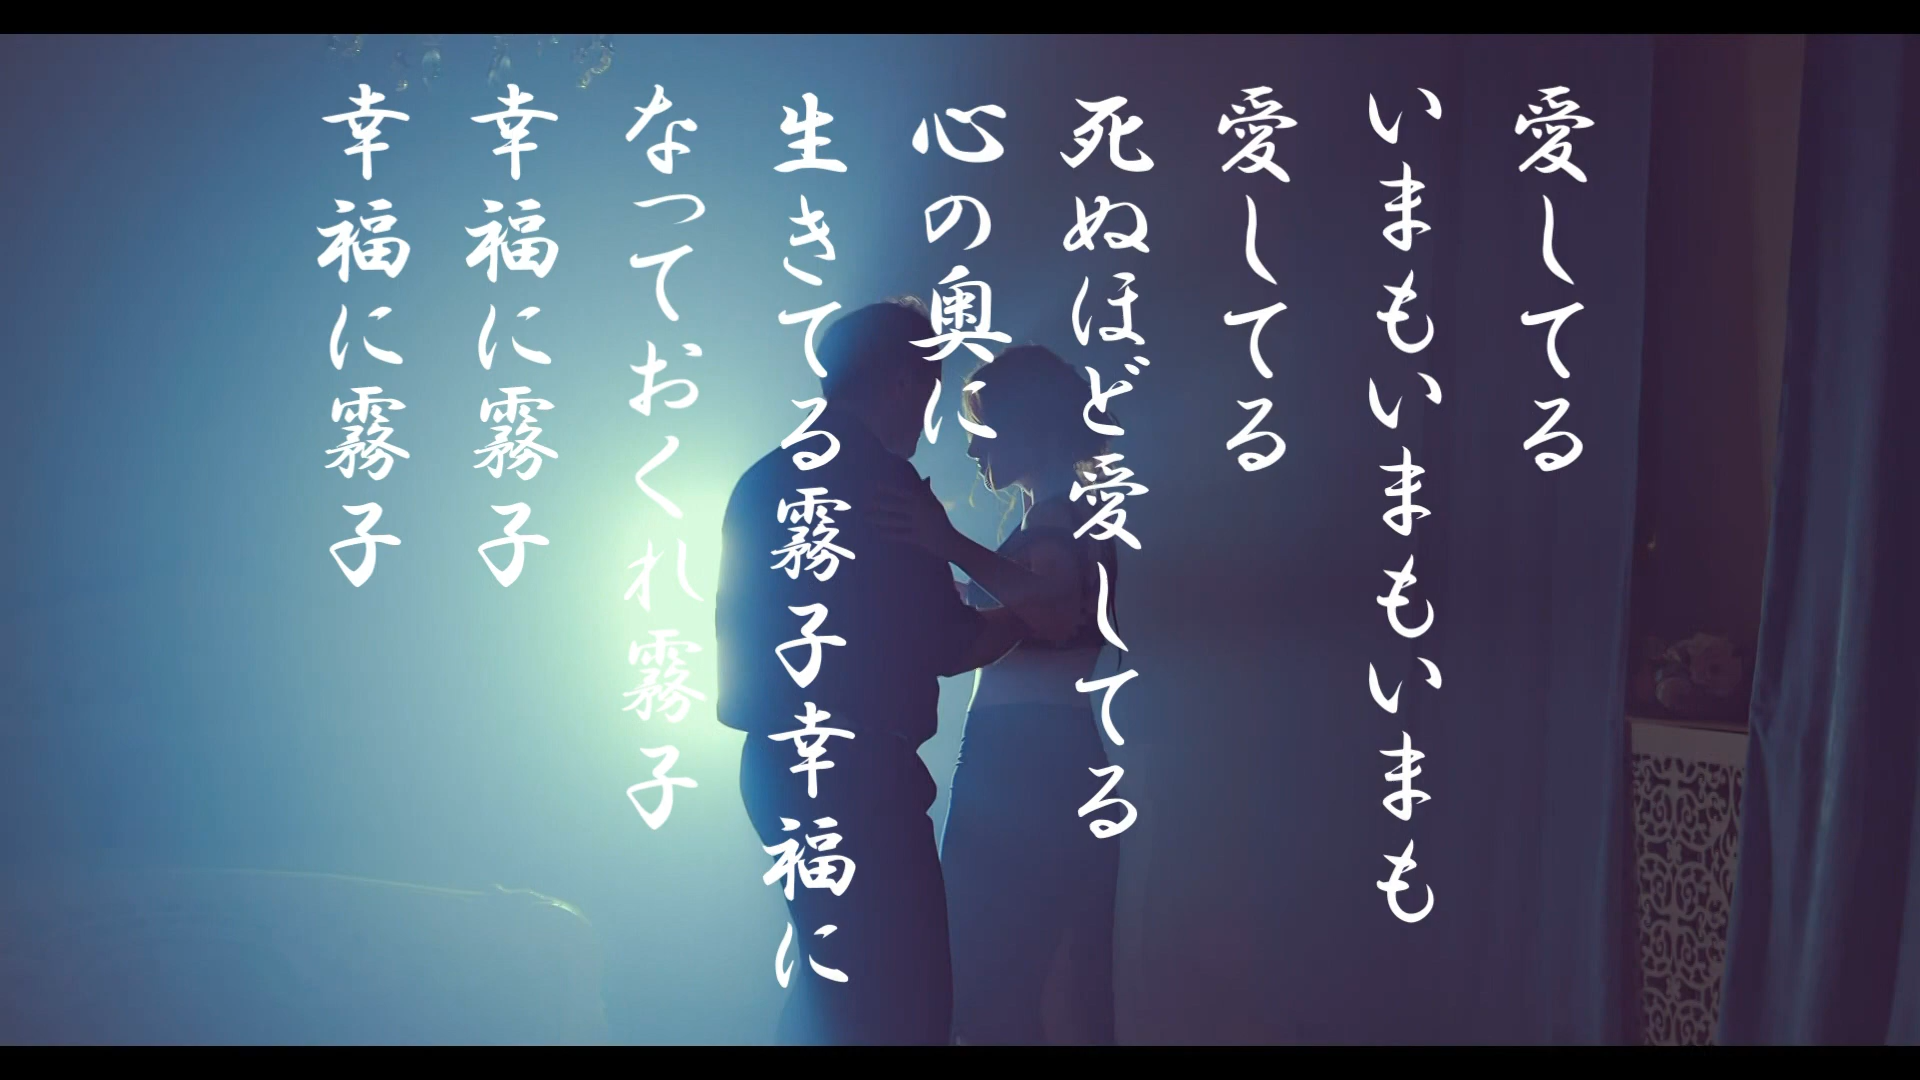 愛してる
いまもいまもいまも
愛してる
死ぬほど愛してる
心の奥に
生きてる霧子幸福に
なっておくれ霧子
幸福に霧子
幸福に霧子